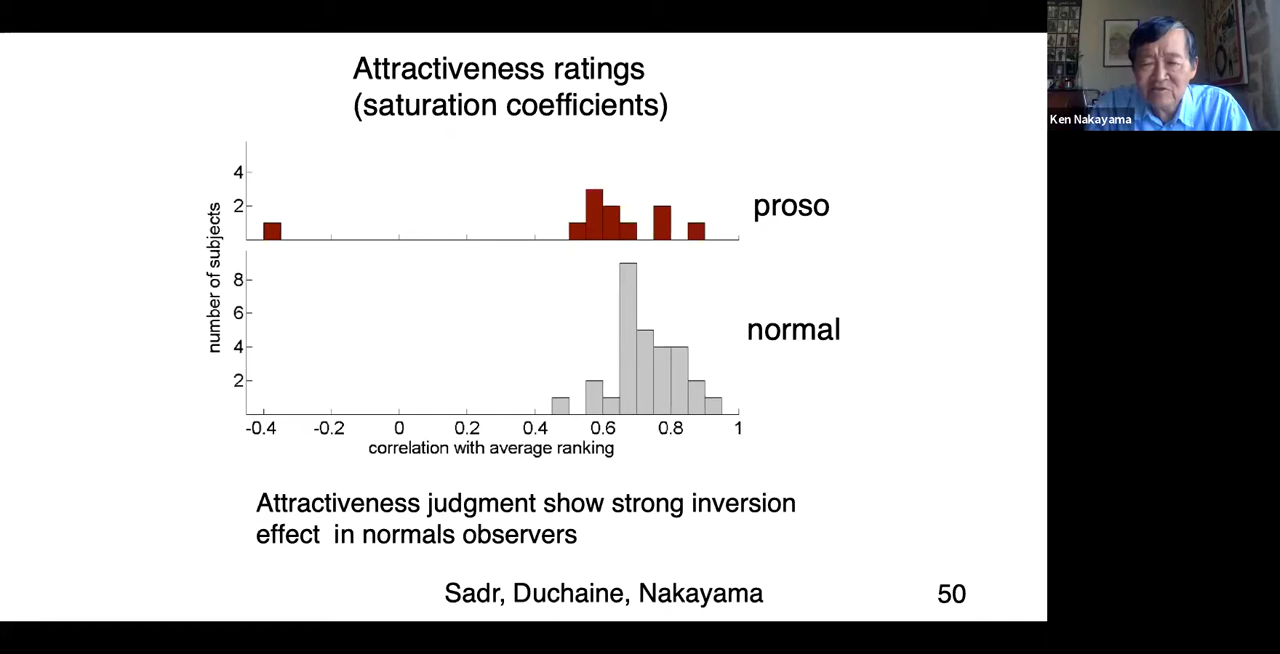 Attractiveness ratings
(saturation coefficients)
Ken Nakayama
4
2
proso
number of subjects
8
6
4
2
normal
-0.4 -0.2 0 0.2 0.4 0.6 0.8 1
correlation with average ranking
Attractiveness judgment show strong inversion
effect in normals observers
Sadr, Duchaine, Nakayama
50